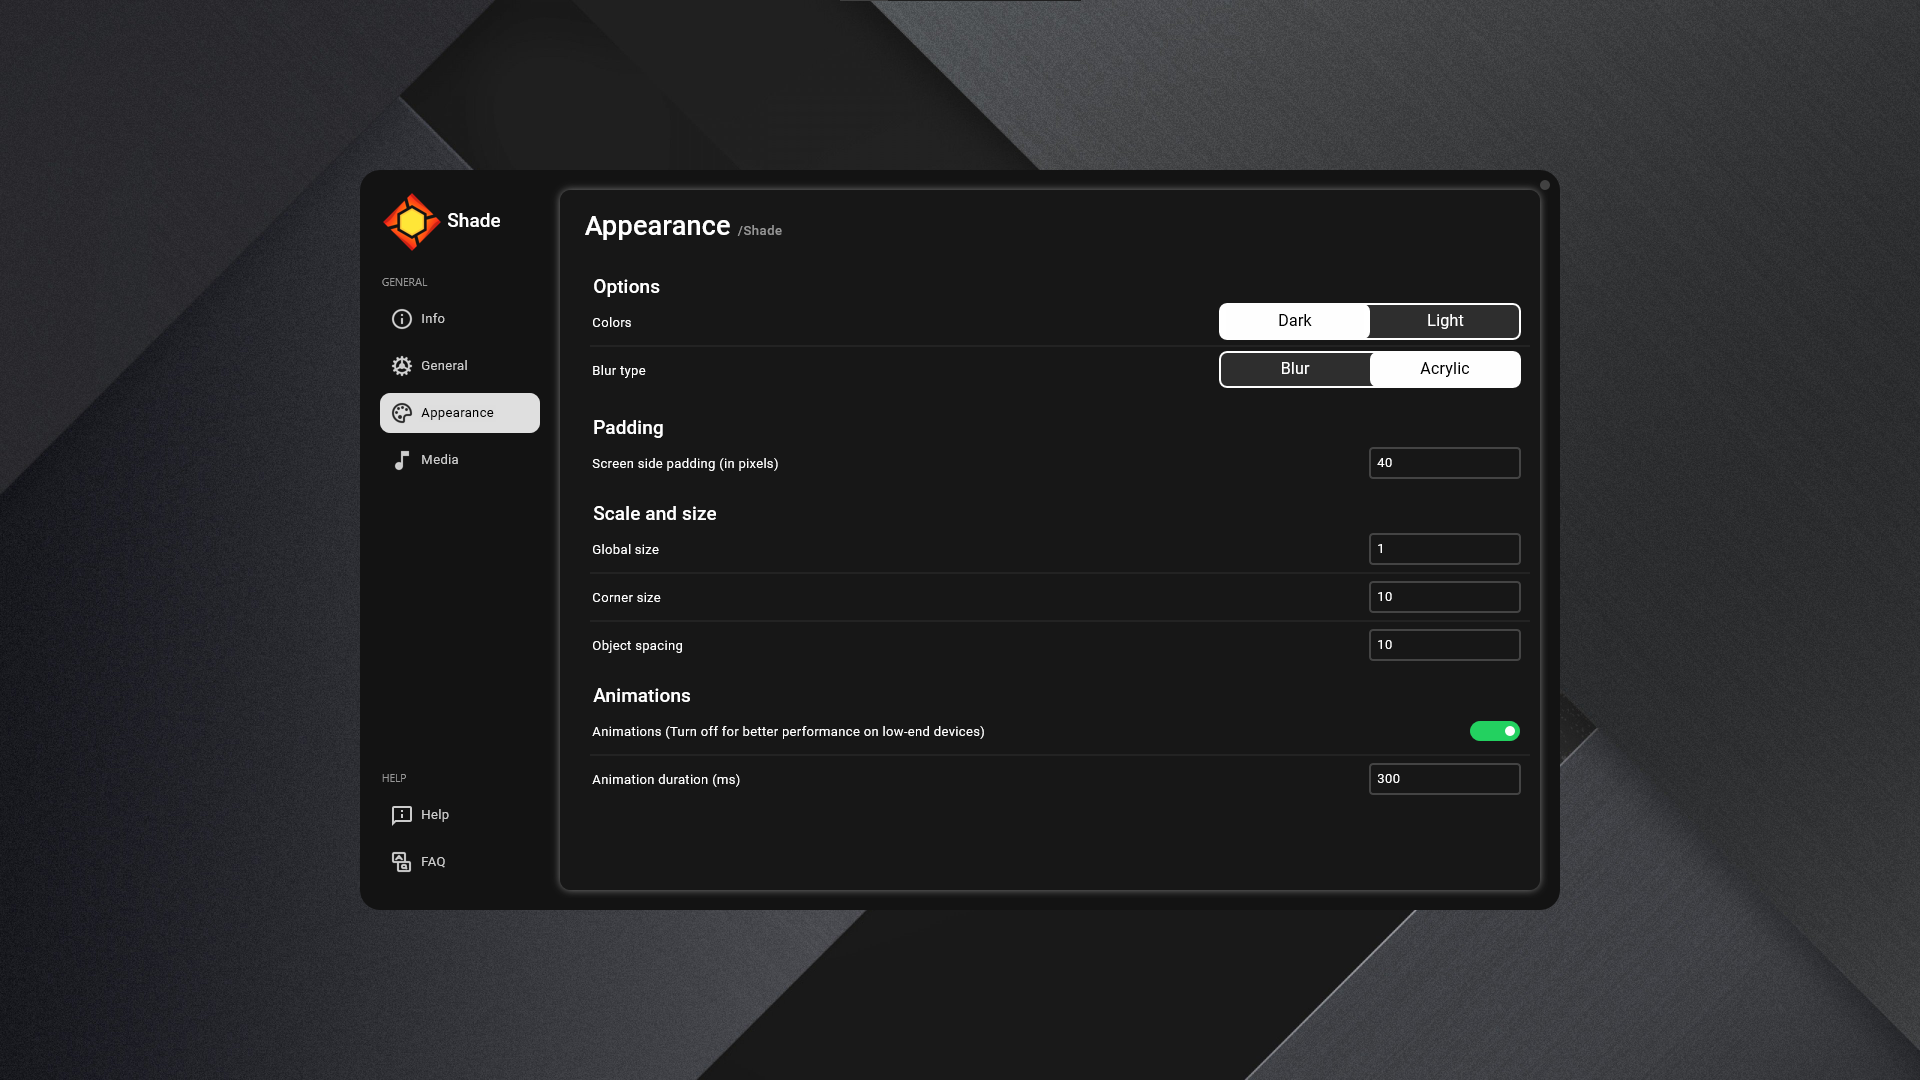 Shade
GENERAL
Info
General
Appearance
Media
HELP
Help
FAQ
Appearance /Shade
Options
Colors Dark Light
Blur type Blur Acrylic
Padding
Screen side padding (in pixels) 40
Scale and size
Global size 1
Corner size 10
Object spacing 10
Animations
Animations (Turn off for better performance on low-end devices)
Animation duration (ms) 300